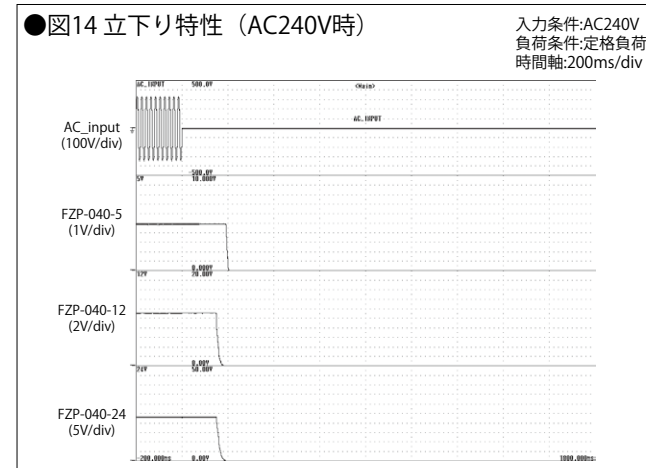 ●図14 立下り特性（AC240V時）
入力条件:AC240V
負荷条件:定格負荷
時間軸:200ms/div
AC_INPUT 500.0V <Main>
AC_INPUT
AC_input
(100V/div)
-500.0V
5V 10.000V
FZP-040-5
(1V/div)
0.000V
12V 20.00V
FZP-040-12
(2V/div)
0.00V
24V 50.00V
FZP-040-24
(5V/div)
-200.000ms 0.00V 1000.000ms